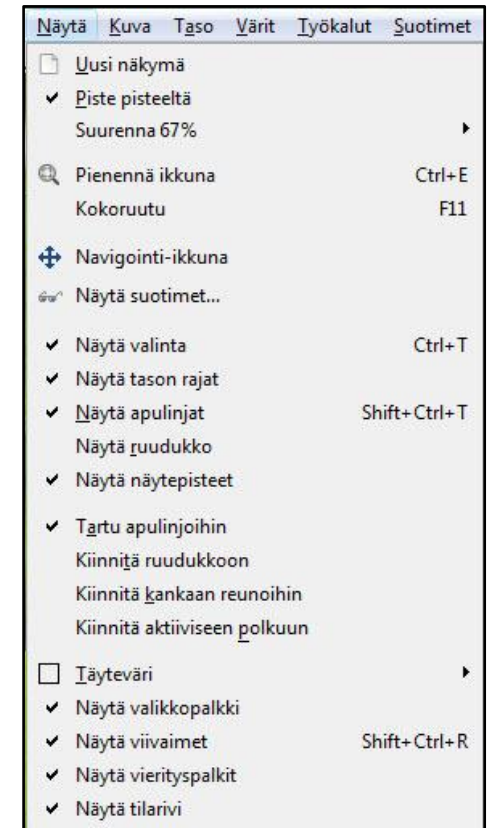 Näytä Kuva Taso Värit Työkalut Suotimet
Uusi näkymä
Piste pisteeltä
Suurenna 67%
Pienennä ikkuna Ctrl+E
Kokoruutu F11
Navigointi-ikkuna
Näytä suotimet...
Näytä valinta Ctrl+T
Näytä tason rajat
Näytä apulinjat Shift+Ctrl+T
Näytä ruudukko
Näytä näytepisteet
Tartu apulinjoihin
Kiinnitä ruudukkoon
Kiinnitä kankaan reunoihin
Kiinnitä aktiiviseen polkuun
Täyteväri
Näytä valikkopalkki
Näytä viivaimet Shift+Ctrl+R
Näytä vierityspalkit
Näytä tilarivi